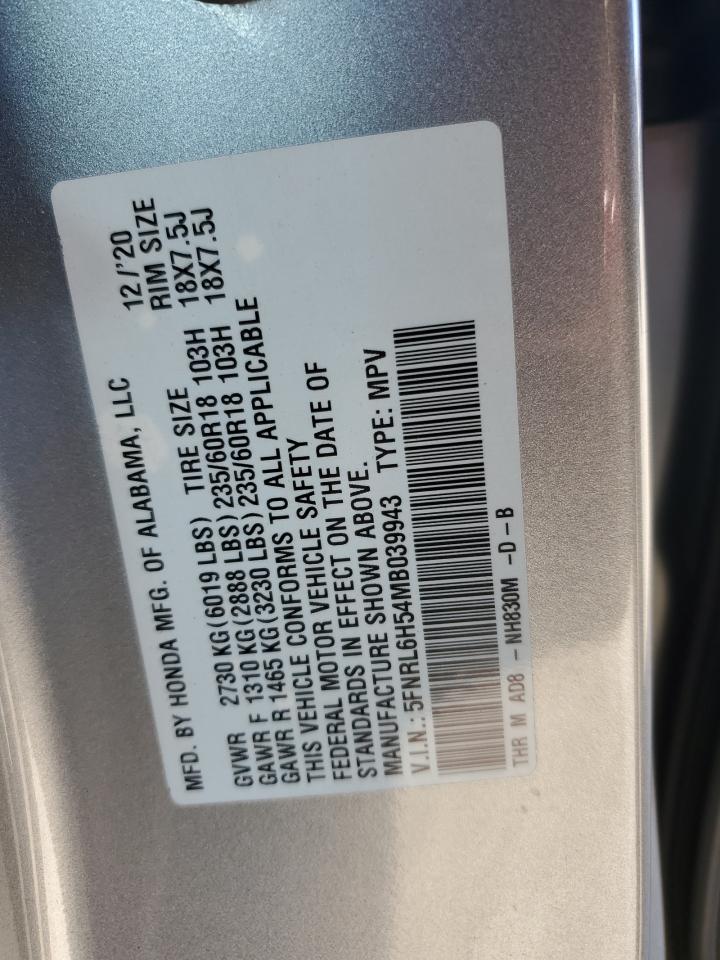 MFD. BY HONDA MFG. OF ALABAMA, LLC 12/'20
TIRE SIZE RIM SIZE
GVWR 2730 KG(6019 LBS)
GAWR F 1310 KG(2888 LBS) 235/60R18 103H 18X7.5J
GAWR R 1465 KG(3230 LBS) 235/60R18 103H 18X7.5J
THIS VEHICLE CONFORMS TO ALL APPLICABLE
FEDERAL MOTOR VEHICLE SAFETY
STANDARDS IN EFFECT ON THE DATE OF
MANUFACTURE SHOWN ABOVE.
V.I.N.: 5FNRL6H54MB039943 TYPE: MPV
THR M AD8 - NH830M -D-B